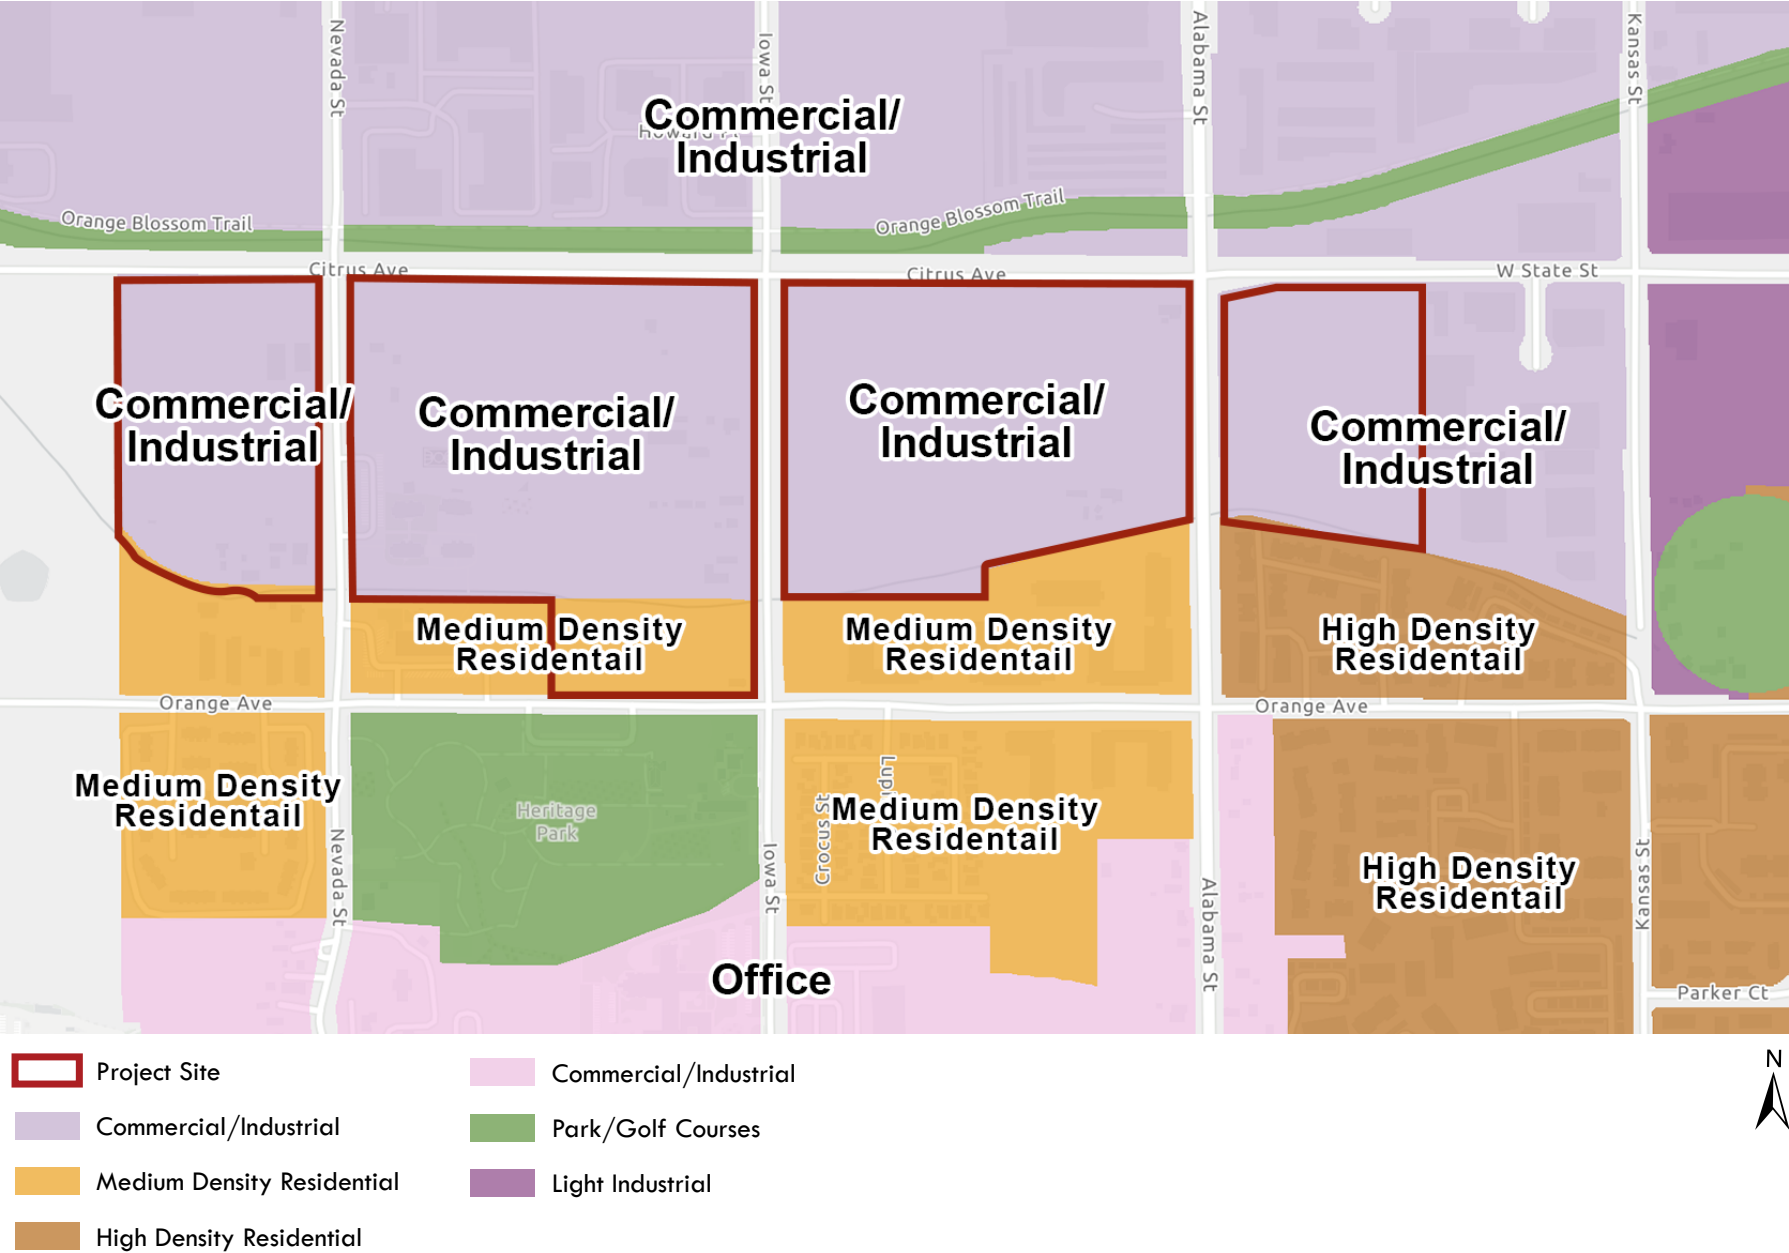 Nevada St
Iowa St
Alabama St
Kansas St
Commercial/
Industrial
Orange Blossom Trail
Orange Blossom Trail
Citrus Ave
Citrus Ave
W State St
Commercial/
Industrial
Commercial/
Industrial
Commercial/
Industrial
Commercial/
Industrial
Medium Density
Residentail
Medium Density
Residentail
High Density
Residentail
Orange Ave
Orange Ave
Medium Density
Residentail
Heritage
Park
Crocus St
Medium Density
Residentail
High Density
Residentail
Nevada St
Iowa St
Alabama St
Kansas St
Office
Parker Ct
N
Project Site
Commercial/Industrial
Medium Density Residential
High Density Residential
Commercial/Industrial
Park/Golf Courses
Light Industrial